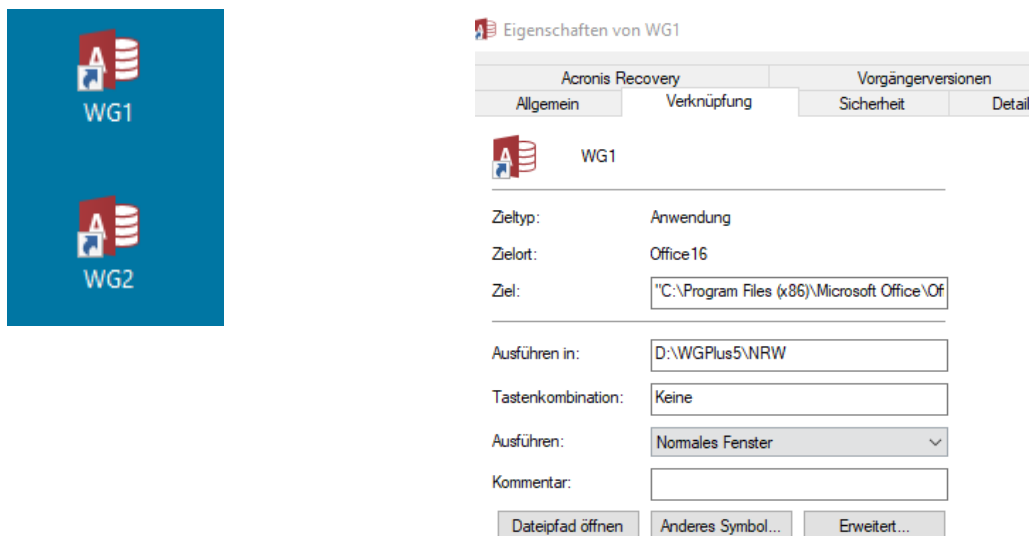 WG1
WG2
Eigenschaften von WG1
Acronis Recovery Vorgängerversionen
Allgemein Verknüpfung Sicherheit Detail
WG1
Zieltyp: Anwendung
Zielort: Office16
Ziel: "C:\Program Files (x86)\Microsoft Office\Of
Ausführen in: D:\WGPlus5\NRW
Tastenkombination: Keine
Ausführen: Normales Fenster
Kommentar:
Dateipfad öffnen Anderes Symbol... Erweitert...